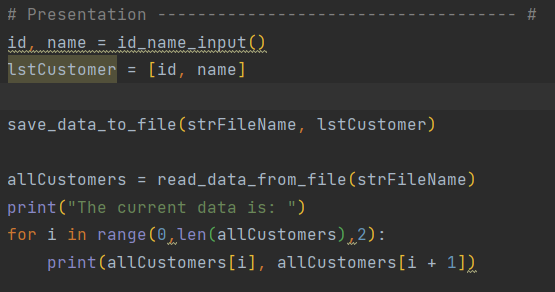 # Presentation ---------------------------------- #
id, name = id_name_input()
lstCustomer = [id, name]
save_data_to_file(strFileName, lstCustomer)
allCustomers = read_data_from_file(strFileName)
print("The current data is: ")
for i in range(0,len(allCustomers),2):
    print(allCustomers[i], allCustomers[i + 1])